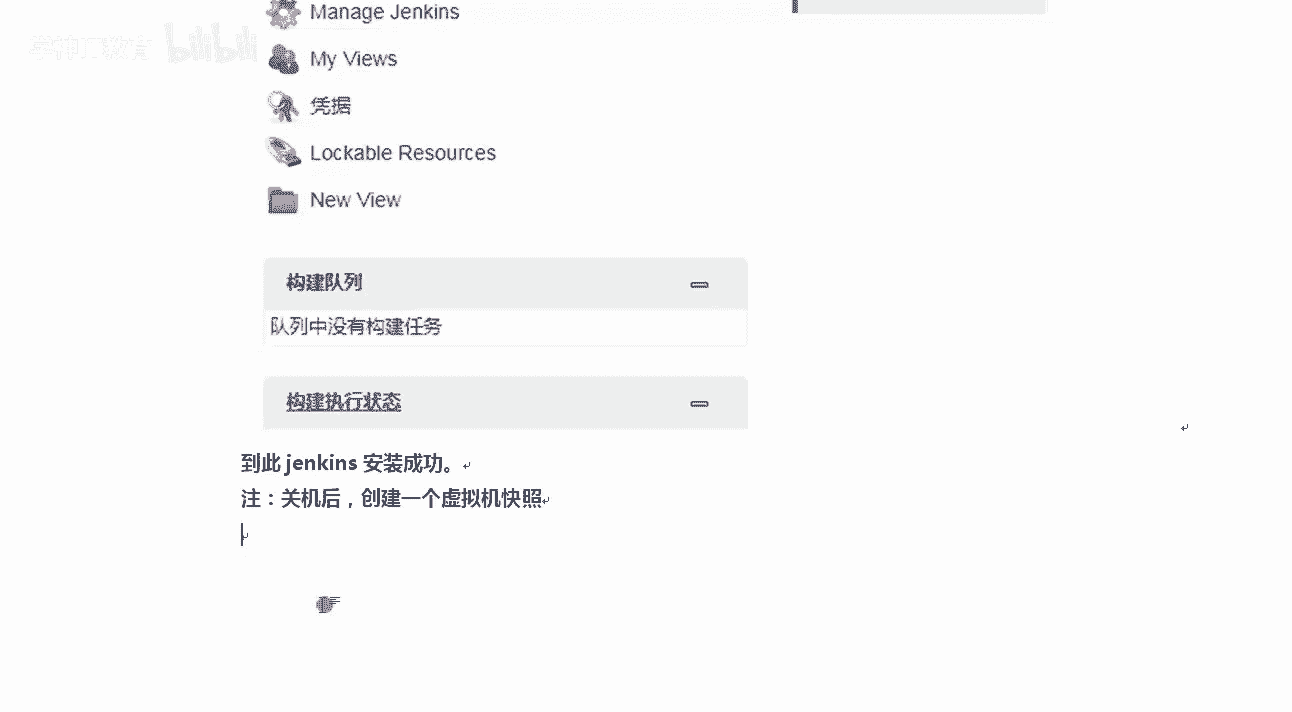 Manage Jenkins
学神IT教育 bilibili
My Views
凭据
Lockable Resources
New View
构建队列
队列中没有构建任务
构建执行状态
到此 jenkins 安装成功。
注：关机后，创建一个虚拟机快照